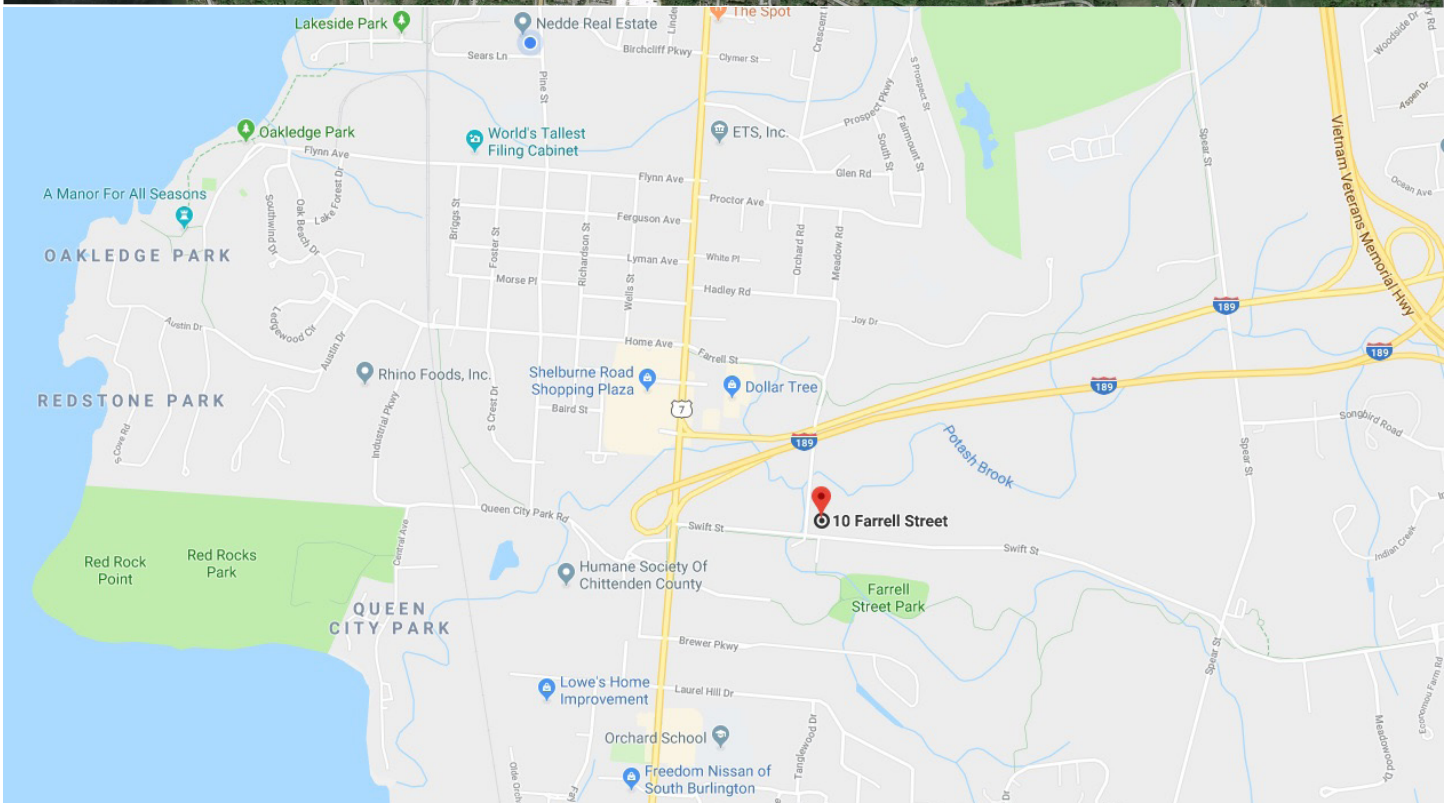 Lakeside Park
Nedde Real Estate
The Spot
Sears Ln
Birchcliff Pkwy
Clymer St
Pine St
Woodside Dr
Aspen Dr
S Prospect St
Prospect Pkwy
Fairmount St
South St
Spear St
Vietnam Veterans Memorial Hwy
Oakledge Park
World's Tallest
Filing Cabinet
ETS, Inc.
Flynn Ave
Flynn Ave
Glen Rd
Ocean Ave
A Manor For All Seasons
Southwind Dr
Oak Beach Dr
Lake Forest Dr
Briggs St
Foster St
Richardson St
Ferguson Ave
Proctor Ave
Orchard Rd
Meadow Rd
OAKLEDGE PARK
Lyman Ave
White Pl
Morse Pl
Wells St
Hadley Rd
189
Austin Dr
Ledgewood Cir
Austin Dr
Joy Dr
Home Ave
Farrell St
189
Rhino Foods, Inc.
Shelburne Road
Shopping Plaza
Dollar Tree
189
REDSTONE PARK
S Cove Rd
Industrial Pkwy
S Crest Dr
Baird St
7
189
Songbird Road
Potash Brook
Spear St
Queen City Park Rd
Swift St
10 Farrell Street
Swift St
Indian Creek
Red Rock
Point
Red Rocks
Park
Central Ave
Humane Society Of
Chittenden County
Farrell
Street Park
QUEEN
CITY PARK
Brewer Pkwy
Spear St
Economou Farm Rd
Lowe's Home
Improvement
Laurel Hill Dr
Orchard School
Tanglewood Dr
Meadowood Dr
Freedom Nissan of
South Burlington
Dr